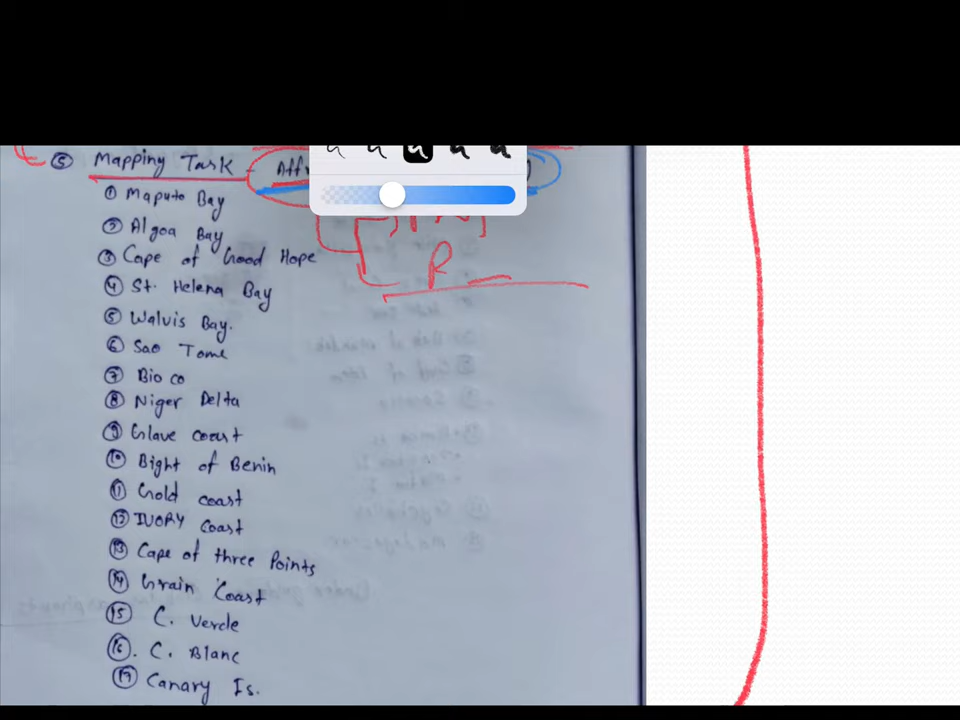 ⑤ Mapping Task -
① Maputo Bay
② Algoa Bay
③ Cape of Good Hope
④ St. Helena Bay
⑤ Walvis Bay.
⑥ Sao Tome
⑦ Bioco
⑧ Niger Delta
⑨ Slave coast
⑩ Bight of Benin
⑪ Gold coast
⑫ IVORY coast
⑬ Cape of three Points
⑭ Grain Coast
⑮ C. Verde
⑯. C. Blanc
⑰ Canary Is.
R